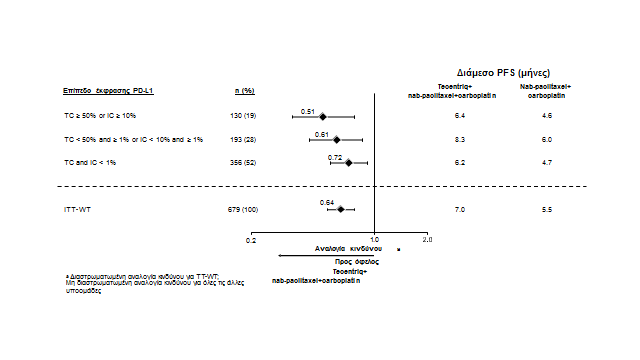 Διάμεσο PFS (μήνες)
Επίπεδο έκφρασης PD-L1 n (%) Tecentriq+ nab-paclitaxel+carboplatin Nab-paclitaxel+ carboplatin
TC ≥ 50% or IC ≥ 10% 130 (19) 0.51 6.4 4.6
TC < 50% and ≥ 1% or IC < 10% and ≥ 1% 193 (28) 0.61 8.3 6.0
TC and IC < 1% 356 (52) 0.72 6.2 4.7
ITT-WT 679 (100) 0.64 7.0 5.5
0.2 1.0 2.0
Αναλογία κινδύνου a
Προς όφελος
Tecentriq+
nab-paclitaxel+carboplatin
a Διαστρωματωμένη αναλογία κινδύνου για ITT-WT;
Μη διαστρωματωμένη αναλογία κινδύνου για όλες τις άλλες
υποομάδες